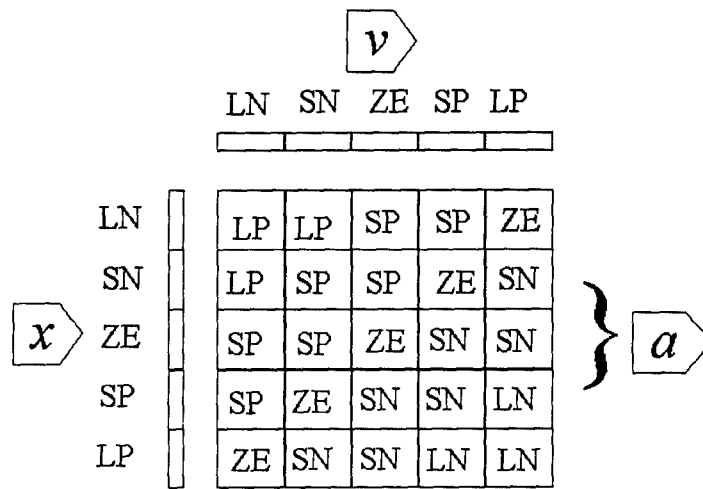 v
LN SN ZE SP LP
LN LP LP SP SP ZE
SN LP SP SP ZE SN
x ZE SP SP ZE SN SN } a
SP SP ZE SN SN LN
LP ZE SN SN LN LN